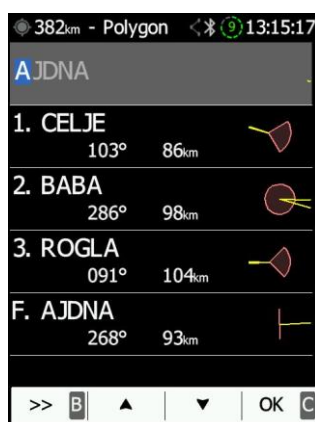 382km - Polygon 9 13:15:17
AJDNA
1. CELJE
103° 86km
2. BABA
286° 98km
3. ROGLA
091° 104km
F. AJDNA
268° 93km
>> B OK C